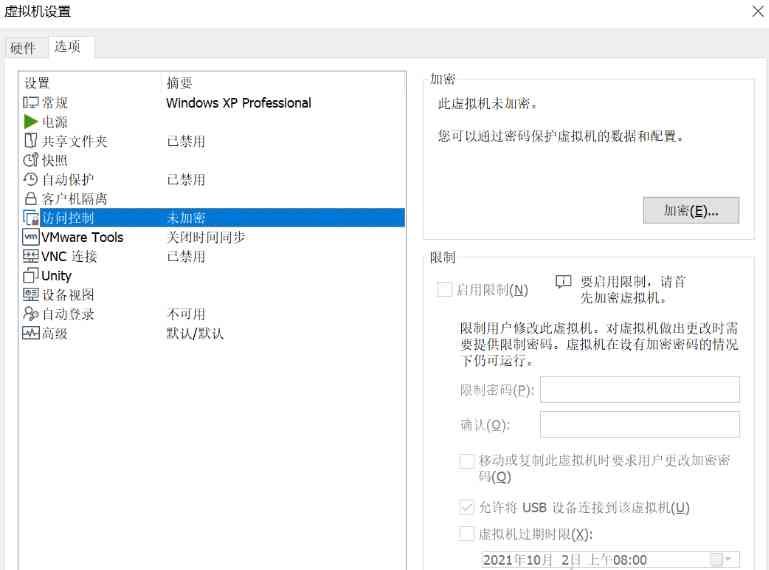 虚拟机设置
硬件 选项
设置 摘要
常规 Windows XP Professional
电源
共享文件夹 已禁用
快照
自动保护 已禁用
客户机隔离
访问控制 未加密
VMware Tools 关闭时间同步
VNC 连接 已禁用
Unity
设备视图
自动登录 不可用
高级 默认/默认
加密
此虚拟机未加密。
您可以通过密码保护虚拟机的数据和配置。
加密(E)...
限制
启用限制(N)
要启用限制，请首
先加密虚拟机。
限制用户修改此虚拟机。对虚拟机做出更改时需
要提供限制密码。虚拟机在设有加密密码的情况
下仍可运行。
限制密码(P):
确认(O):
移动或复制此虚拟机时要求用户更改加密密
码(Q)
允许将 USB 设备连接到该虚拟机(U)
虚拟机过期时限(X):
2021年10月 2日 上午08:00